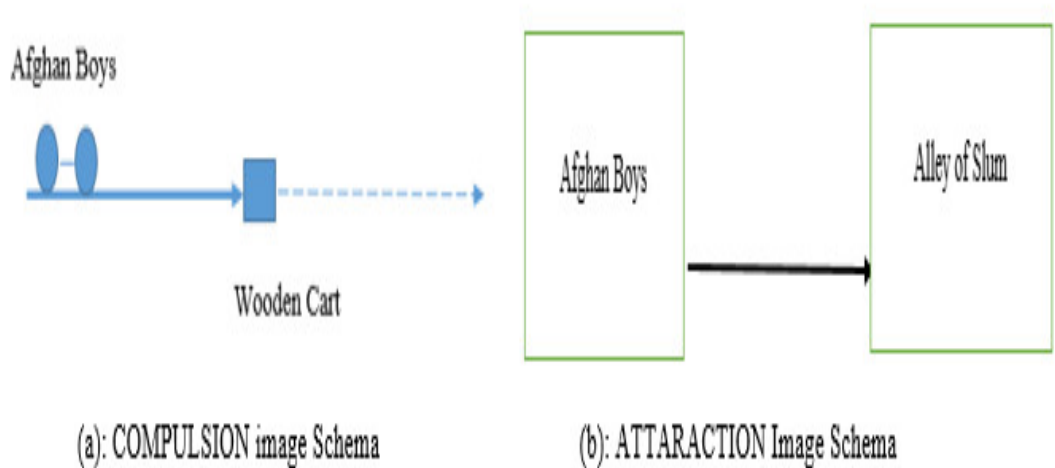 Afghan Boys
Wooden Cart
(a): COMPULSION image Schema
Afghan Boys
Alley of Slum
(b): ATTARACTION Image Schema